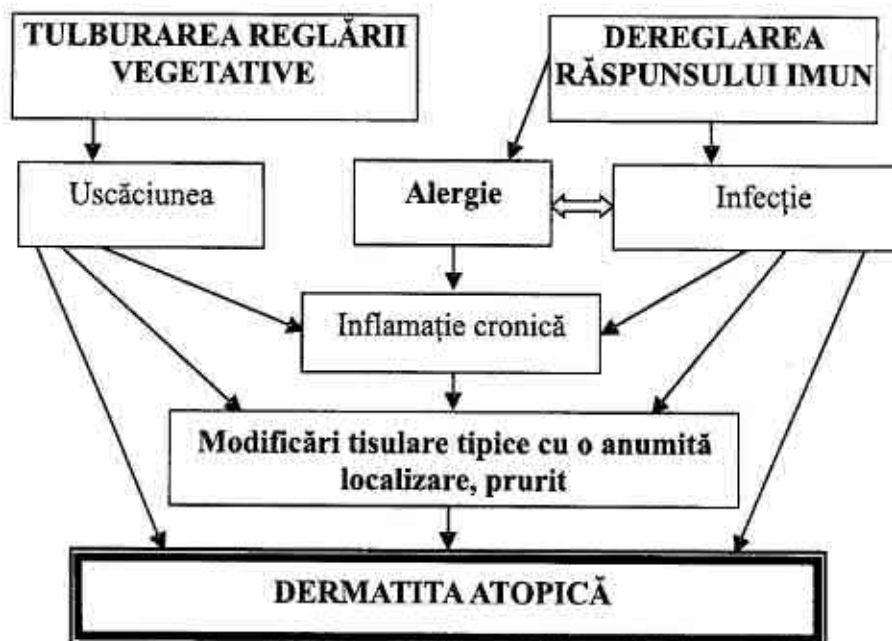 TULBURAREA REGLĂRII
VEGETATIVE
DEREGLAREA
RĂSPUNSULUI IMUN
Uscăciunea
Alergie
Infecție
Inflamație cronică
Modificări tisulare tipice cu o anumită
localizare, prurit
DERMATITA ATOPICĂ